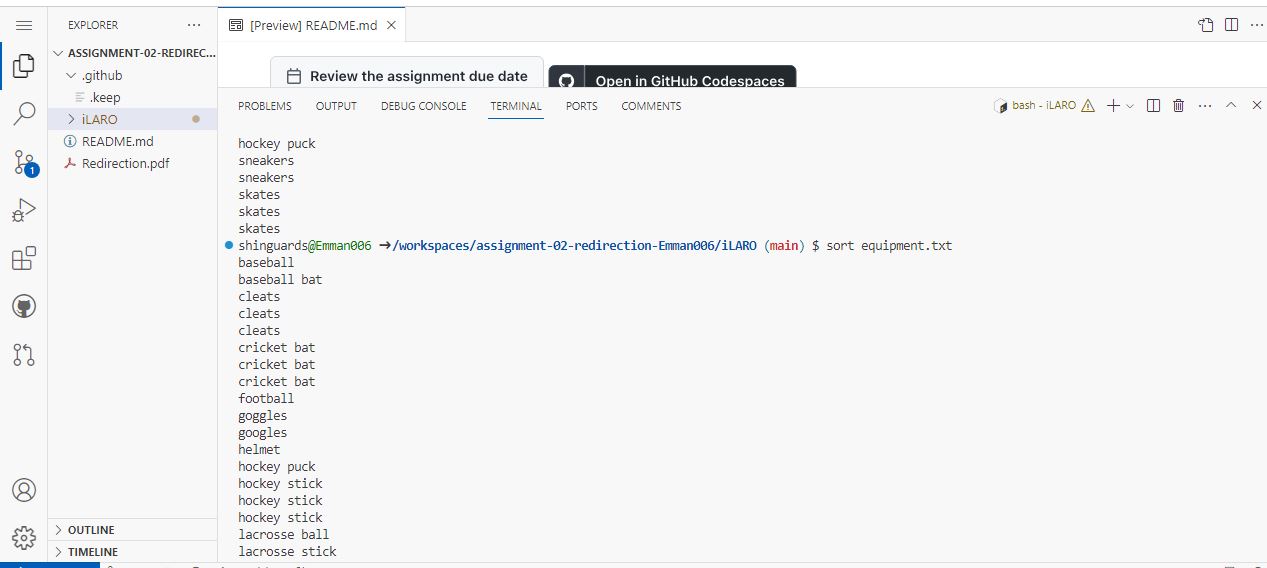 EXPLORER
ASSIGNMENT-02-REDIREC...
.github
.keep
iLARO
README.md
Redirection.pdf
1
OUTLINE
TIMELINE
[Preview] README.md
Review the assignment due date
Open in GitHub Codespaces
PROBLEMS OUTPUT DEBUG CONSOLE TERMINAL PORTS COMMENTS
bash - iLARO
hockey puck
sneakers
sneakers
skates
skates
skates
shinguards@Emman006 ➜/workspaces/assignment-02-redirection-Emman006/iLARO (main) $ sort equipment.txt
baseball
baseball bat
cleats
cleats
cleats
cricket bat
cricket bat
cricket bat
football
goggles
googles
helmet
hockey puck
hockey stick
hockey stick
hockey stick
lacrosse ball
lacrosse stick